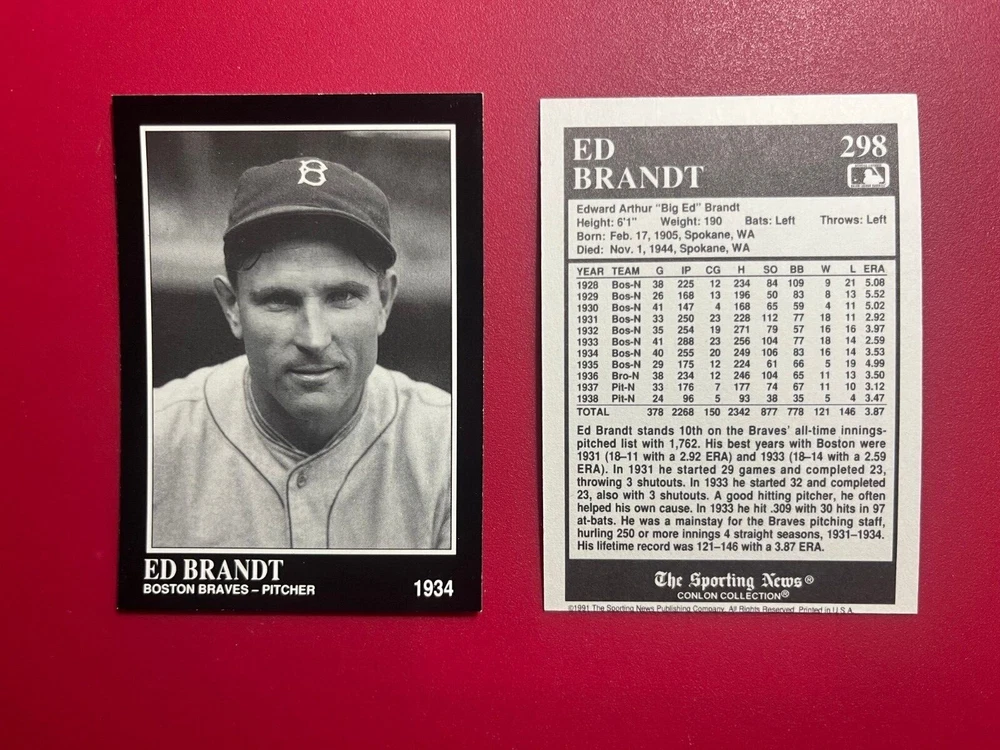 B
ED BRANDT
BOSTON BRAVES – PITCHER
1934
ED
BRANDT
298
Edward Arthur "Big Ed" Brandt
Height: 6'1" Weight: 190 Bats: Left Throws: Left
Born: Feb. 17, 1905, Spokane, WA
Died: Nov. 1, 1944, Spokane, WA
YEAR TEAM G IP CG H SO BB W L ERA
1928 Bos-N 38 225 12 234 84 109 9 21 5.08
1929 Bos-N 26 168 13 196 50 83 8 13 5.52
1930 Bos-N 41 147 4 168 65 59 4 11 5.02
1931 Bos-N 33 250 23 228 112 77 18 11 2.92
1932 Bos-N 35 254 19 271 79 57 16 16 3.97
1933 Bos-N 41 288 23 256 104 77 18 14 2.59
1934 Bos-N 40 255 20 249 106 83 16 14 3.53
1935 Bos-N 29 175 12 224 61 66 5 19 4.99
1936 Bro-N 38 234 12 246 104 65 11 13 3.50
1937 Pit-N 33 176 7 177 74 67 11 10 3.12
1938 Pit-N 24 96 5 93 38 35 5 4 3.47
TOTAL 378 2268 150 2342 877 778 121 146 3.87
Ed Brandt stands 10th on the Braves' all-time innings-
pitched list with 1,762. His best years with Boston were
1931 (18–11 with a 2.92 ERA) and 1933 (18–14 with a 2.59
ERA). In 1931 he started 29 games and completed 23,
throwing 3 shutouts. In 1933 he started 32 and completed
23, also with 3 shutouts. A good hitting pitcher, he often
helped his own cause. In 1933 he hit .309 with 30 hits in 97
at-bats. He was a mainstay for the Braves pitching staff,
hurling 250 or more innings 4 straight seasons, 1931–1934.
His lifetime record was 121–146 with a 3.87 ERA.
The Sporting News®
CONLON COLLECTION®
©1991 The Sporting News Publishing Company. All Rights Reserved. Printed in U.S.A.